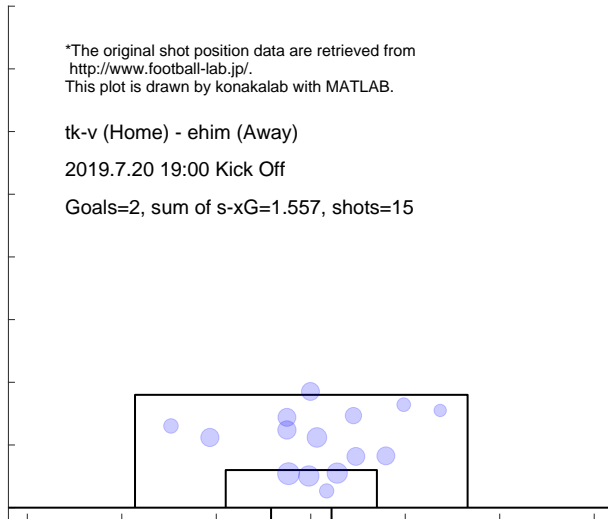 *The original shot position data are retrieved from
http://www.football-lab.jp/.
This plot is drawn by konakalab with MATLAB.
tk-v (Home) - ehim (Away)
2019.7.20 19:00 Kick Off
Goals=2, sum of s-xG=1.557, shots=15